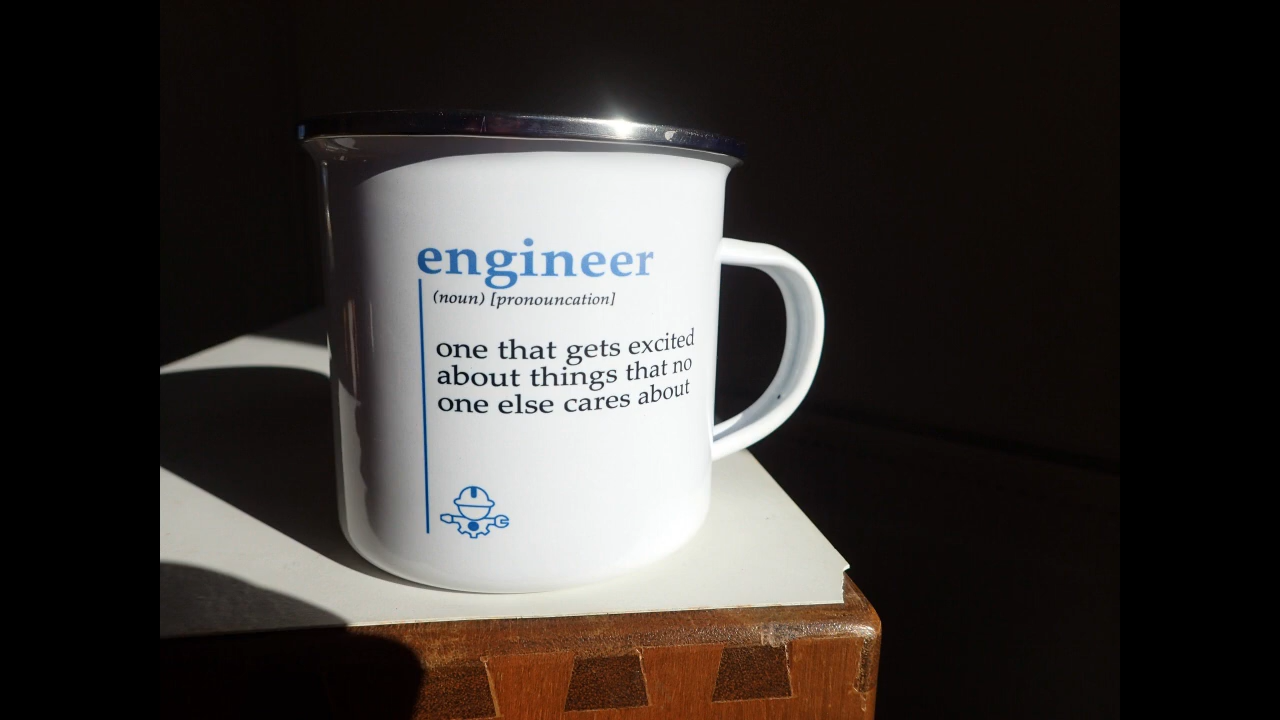 engineer
(noun) [pronouncation]
one that gets excited
about things that no
one else cares about